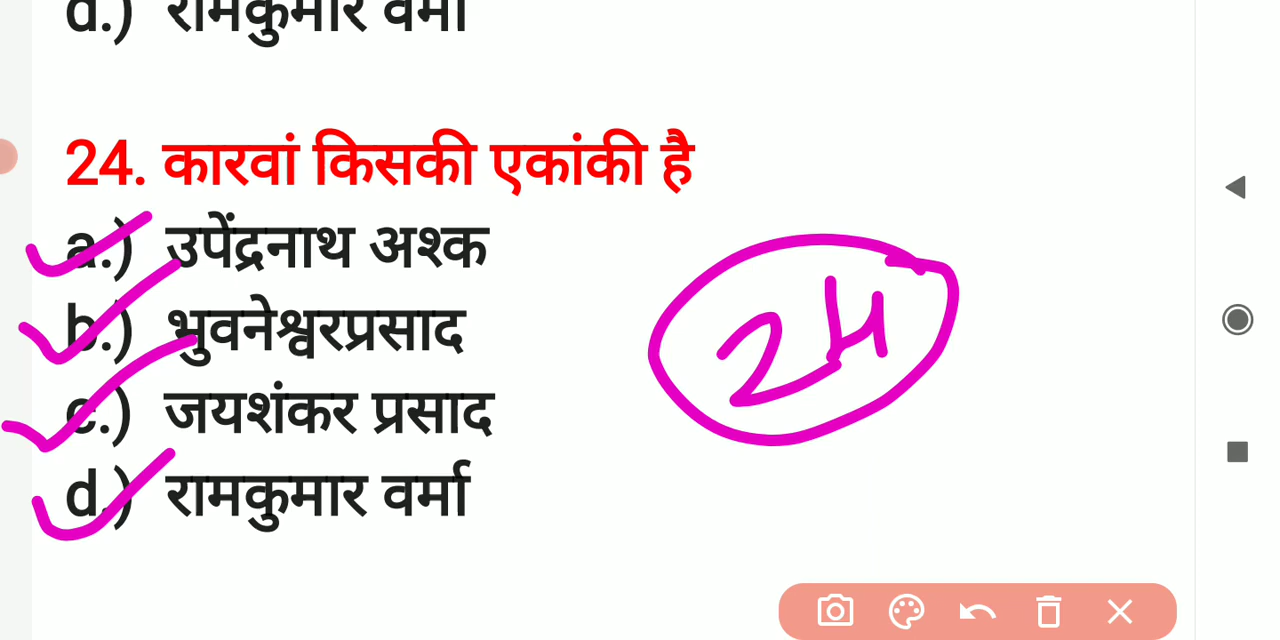 d.) रामकुमार वर्मा
24. कारवां किसकी एकांकी है
a.) उपेंद्रनाथ अश्क
b.) भुवनेश्वरप्रसाद
c.) जयशंकर प्रसाद
d.) रामकुमार वर्मा
24